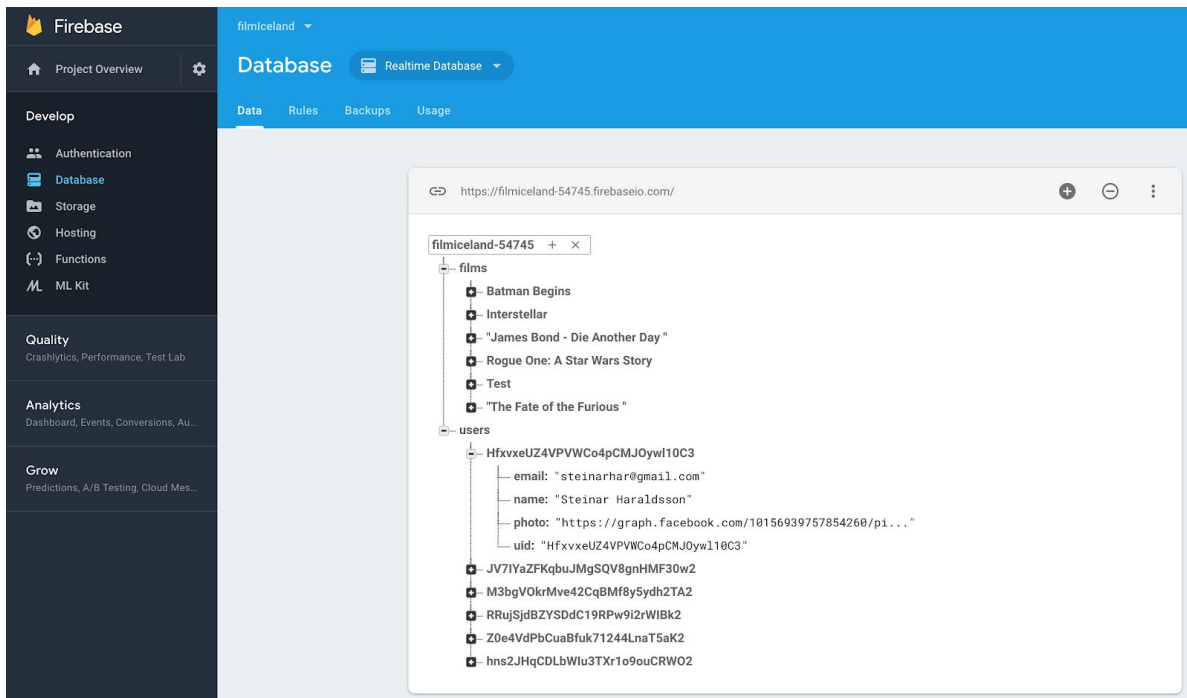 Firebase
Project Overview
Develop
Authentication
Database
Storage
Hosting
Functions
ML Kit
Quality
Crashlytics, Performance, Test Lab
Analytics
Dashboard, Events, Conversions, Au...
Grow
Predictions, A/B Testing, Cloud Mes...
filmIceland
Database
Realtime Database
Data Rules Backups Usage
https://filmiceland-54745.firebaseio.com/
filmiceland-54745
films
Batman Begins
Interstellar
"James Bond - Die Another Day "
Rogue One: A Star Wars Story
Test
"The Fate of the Furious "
users
HfxvxeUZ4VPVWCo4pCMJOywl10C3
email: "steinarhar@gmail.com"
name: "Steinar Haraldsson"
photo: "https://graph.facebook.com/10156939757854260/pi..."
uid: "HfxvxeUZ4VPVWCo4pCMJOywl10C3"
JV7IYaZFKqbuJMgSQV8gnHMF30w2
M3bgVOkrMve42CqBMf8y5ydh2TA2
RRujSjdBZYSDdC19RPw9i2rWIBk2
Z0e4VdPbCuaBfuk71244LnaT5aK2
hns2JHqCDLbWIu3TXr1o9ouCRWO2